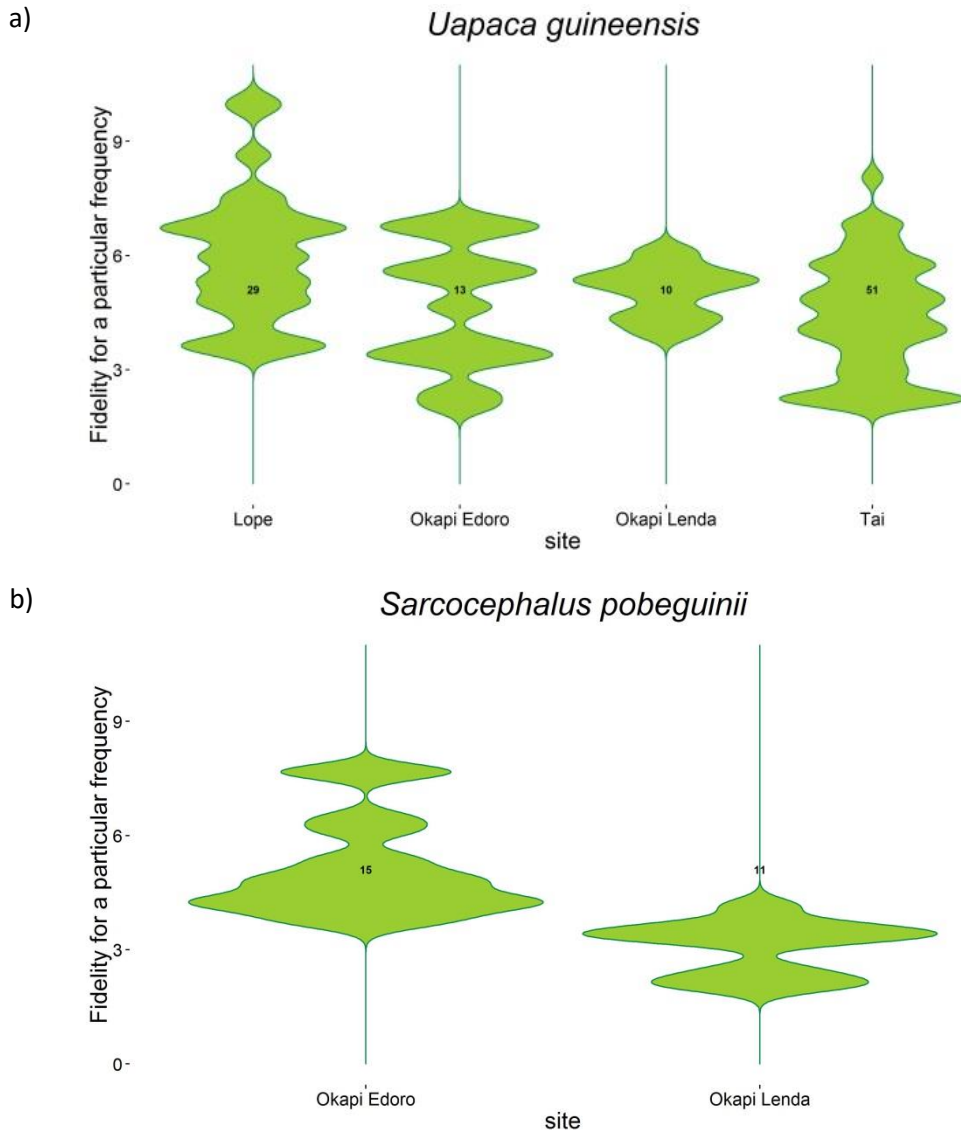 a)
Uapaca guineensis
Fidelity for a particular frequency
9
6
3
0
29
13
10
51
Lope
Okapi Edoro
Okapi Lenda
Tai
site
b)
Sarcocephalus pobeguinii
Fidelity for a particular frequency
9
6
3
0
15
11
Okapi Edoro
Okapi Lenda
site